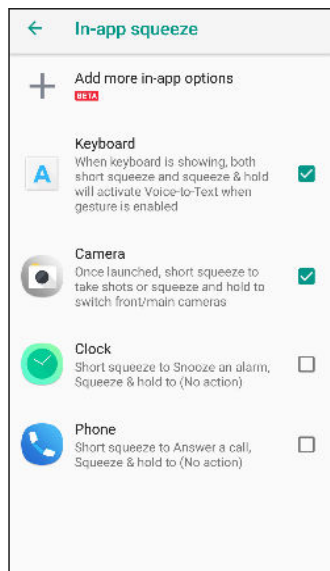 In-app squeeze
Add more in-app options
BETA
Keyboard
When keyboard is showing, both
short squeeze and squeeze & hold
will activate Voice-to-Text when
gesture is enabled
A
Camera
Once launched, short squeeze to
take shots or squeeze and hold to
switch front/main cameras
Clock
Short squeeze to Snooze an alarm,
Squeeze & hold to (No action)
Phone
Short squeeze to Answer a call,
Squeeze & hold to (No action)